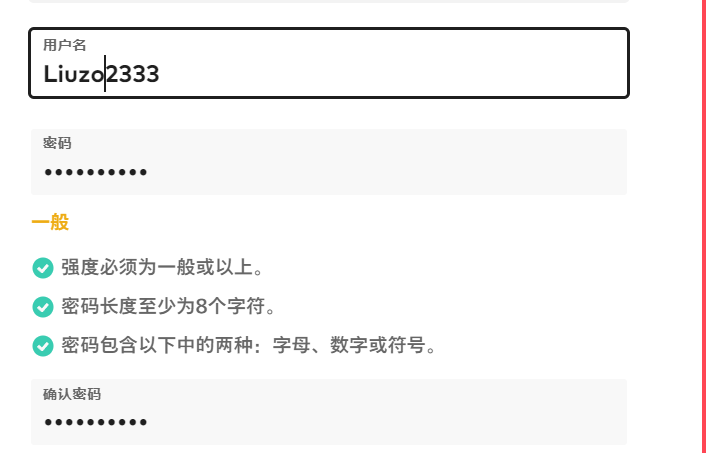 用户名
Liuzo2333
密码
••••••••••
一般
强度必须为一般或以上。
密码长度至少为8个字符。
密码包含以下中的两种：字母、数字或符号。
确认密码
••••••••••